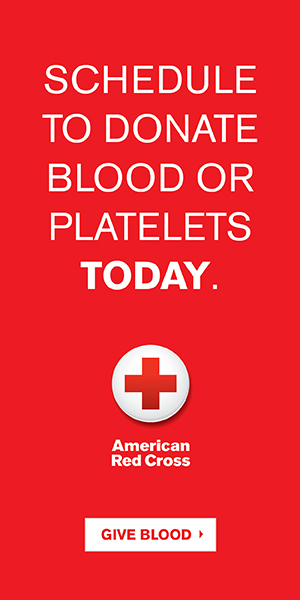 SCHEDULE
TO DONATE
BLOOD OR
PLATELETS
TODAY.
American
Red Cross
GIVE BLOOD